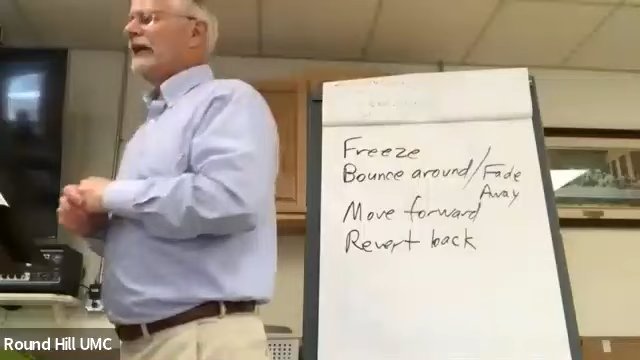 Freeze
Bounce around/Fade Away
Move forward
Revert back
Round Hill UMC